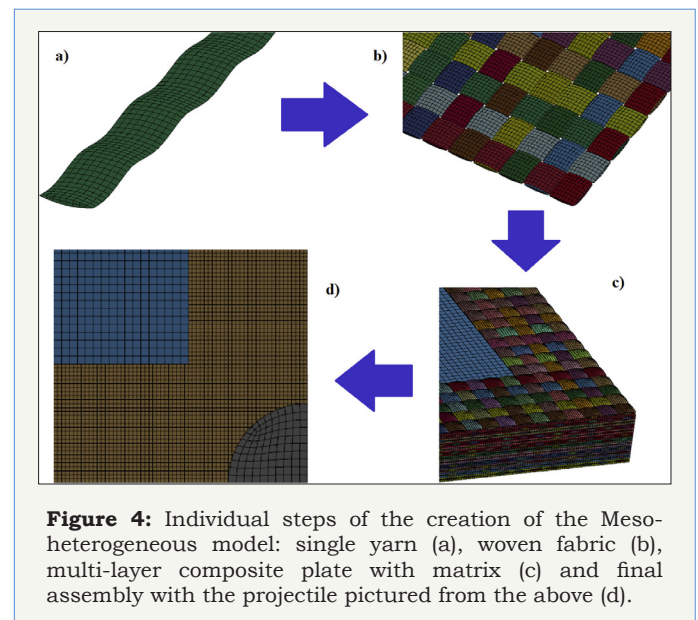 a)
b)
c)
d)
Figure 4: Individual steps of the creation of the Meso-
heterogeneous model: single yarn (a), woven fabric (b),
multi-layer composite plate with matrix (c) and final
assembly with the projectile pictured from the above (d).